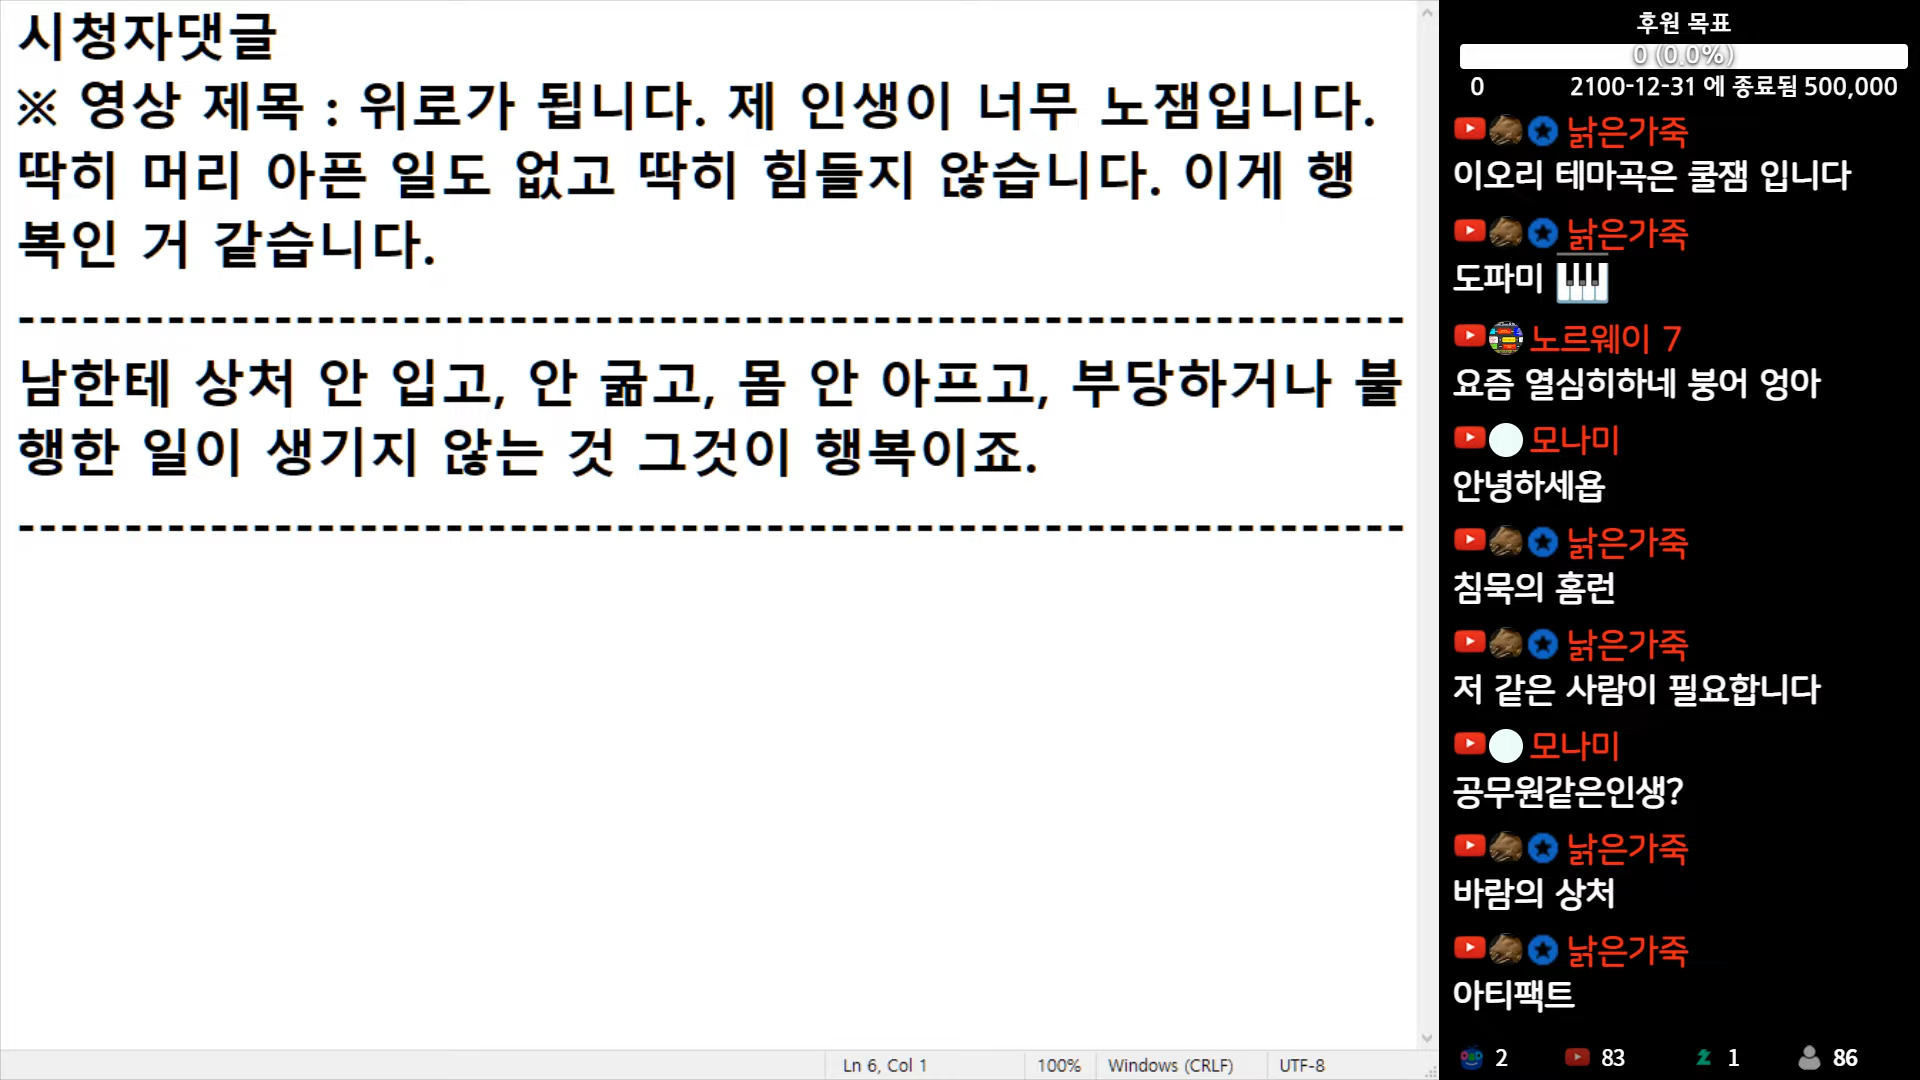 시청자댓글
※ 영상 제목 : 위로가 됩니다. 제 인생이 너무 노잼입니다.
딱히 머리 아픈 일도 없고 딱히 힘들지 않습니다. 이게 행
복인 거 같습니다.
-----------------------------------------------------------------
남한테 상처 안 입고, 안 굶고, 몸 안 아프고, 부당하거나 불
행한 일이 생기지 않는 것 그것이 행복이죠.
-----------------------------------------------------------------
Ln 6, Col 1
100%
Windows (CRLF)
UTF-8
후원 목표
0 (0.0%)
0 2100-12-31 에 종료됨 500,000
낡은가죽
이오리 테마곡은 쿨잼 입니다
낡은가죽
도파미 🎹
노르웨이 7
요즘 열심히하네 붕어 엉아
모나미
안녕하세욥
낡은가죽
침묵의 홈런
낡은가죽
저 같은 사람이 필요합니다
모나미
공무원같은인생?
낡은가죽
바람의 상처
낡은가죽
아티팩트
2 83 1 86